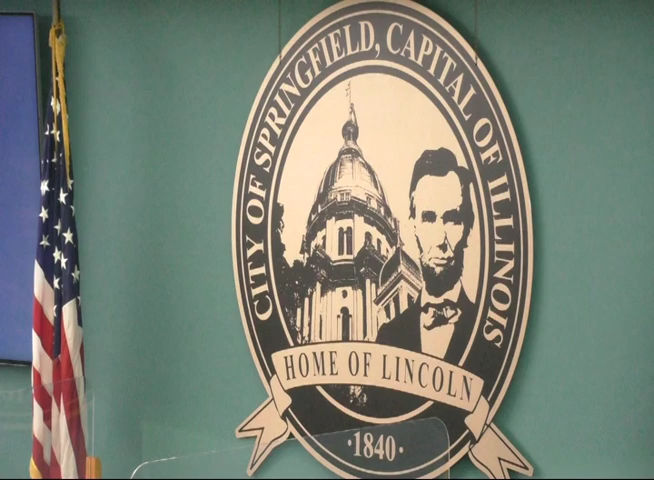 CITY OF SPRINGFIELD, CAPITAL OF ILLINOIS
HOME OF LINCOLN
·1840·